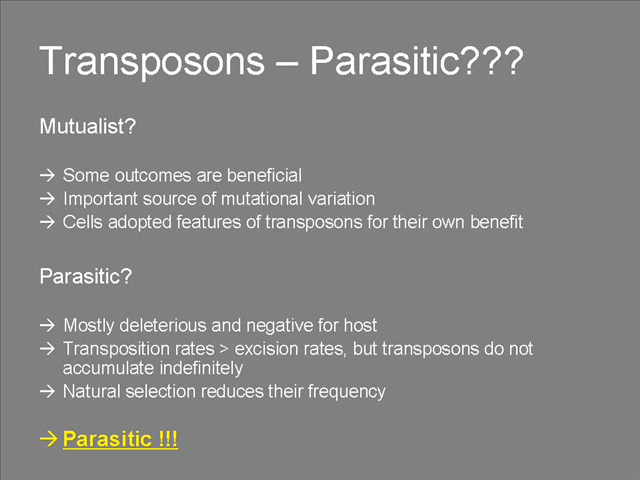 Transposons – Parasitic???
Mutualist?
→ Some outcomes are beneficial
→ Important source of mutational variation
→ Cells adopted features of transposons for their own benefit
Parasitic?
→ Mostly deleterious and negative for host
→ Transposition rates > excision rates, but transposons do not
accumulate indefinitely
→ Natural selection reduces their frequency
→ Parasitic !!!